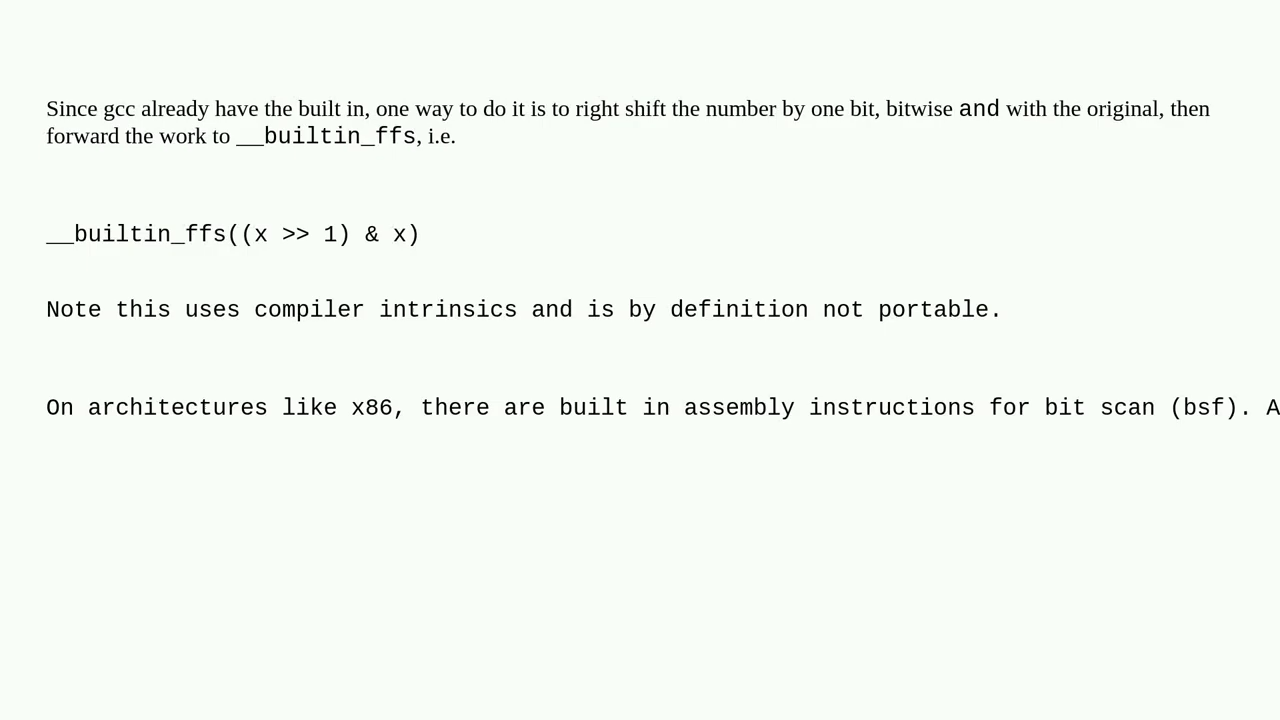 Since gcc already have the built in, one way to do it is to right shift the number by one bit, bitwise and with the original, then
forward the work to __builtin_ffs, i.e.
__builtin_ffs((x >> 1) & x)
Note this uses compiler intrinsics and is by definition not portable.
On architectures like x86, there are built in assembly instructions for bit scan (bsf). A